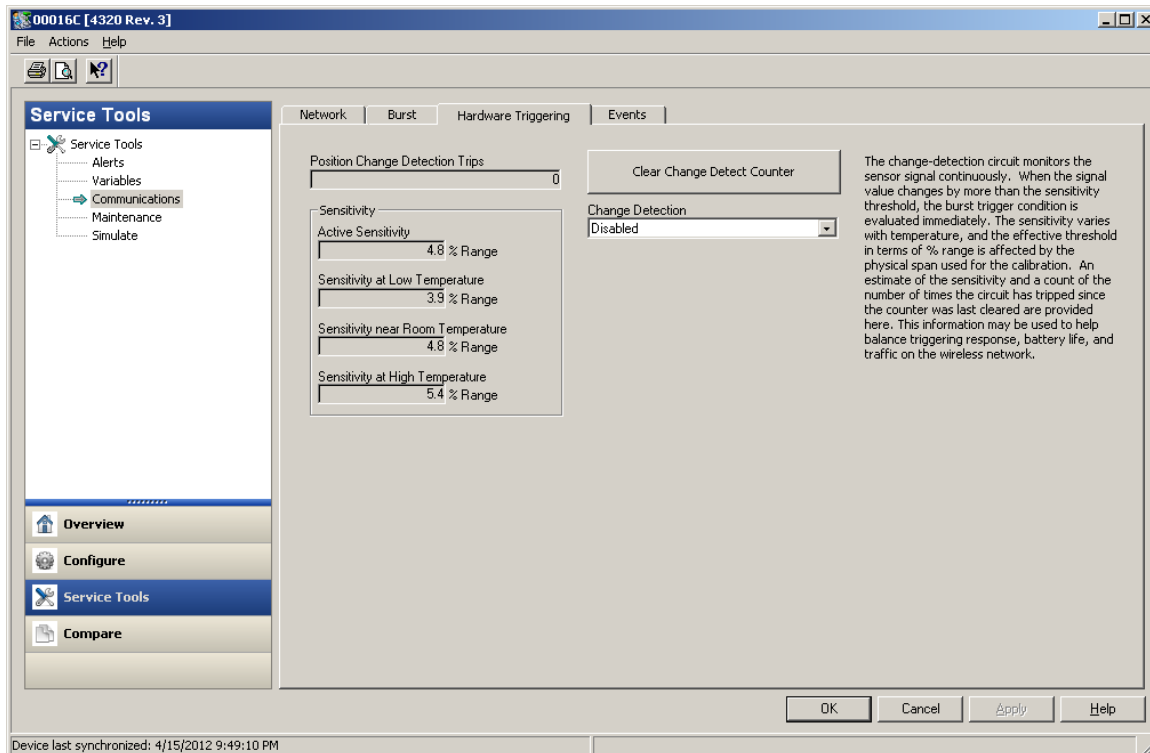 00016C [4320 Rev. 3]
File Actions Help
Service Tools
Service Tools
Alerts
Variables
Communications
Maintenance
Simulate
Overview
Configure
Service Tools
Compare
Network Burst Hardware Triggering Events
Position Change Detection Trips
0
Sensitivity
Active Sensitivity
4.8 % Range
Sensitivity at Low Temperature
3.9 % Range
Sensitivity near Room Temperature
4.8 % Range
Sensitivity at High Temperature
5.4 % Range
Clear Change Detect Counter
Change Detection
Disabled
The change-detection circuit monitors the
sensor signal continuously. When the signal
value changes by more than the sensitivity
threshold, the burst trigger condition is
evaluated immediately. The sensitivity varies
with temperature, and the effective threshold
in terms of % range is affected by the
physical span used for the calibration. An
estimate of the sensitivity and a count of the
number of times the circuit has tripped since
the counter was last cleared are provided
here. This information may be used to help
balance triggering response, battery life, and
traffic on the wireless network.
OK Cancel Apply Help
Device last synchronized: 4/15/2012 9:49:10 PM